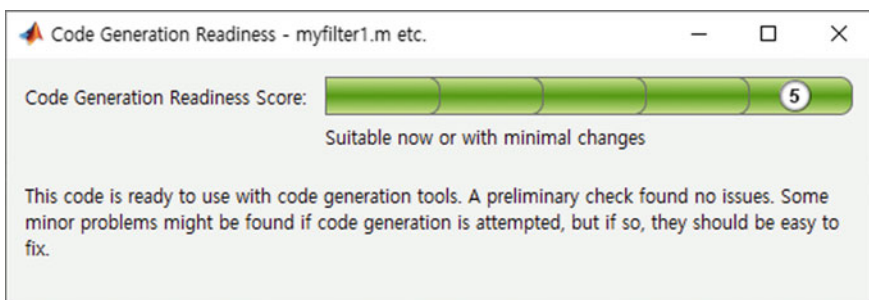 Code Generation Readiness - myfilter1.m etc.
Code Generation Readiness Score:
5
Suitable now or with minimal changes
This code is ready to use with code generation tools. A preliminary check found no issues. Some
minor problems might be found if code generation is attempted, but if so, they should be easy to
fix.